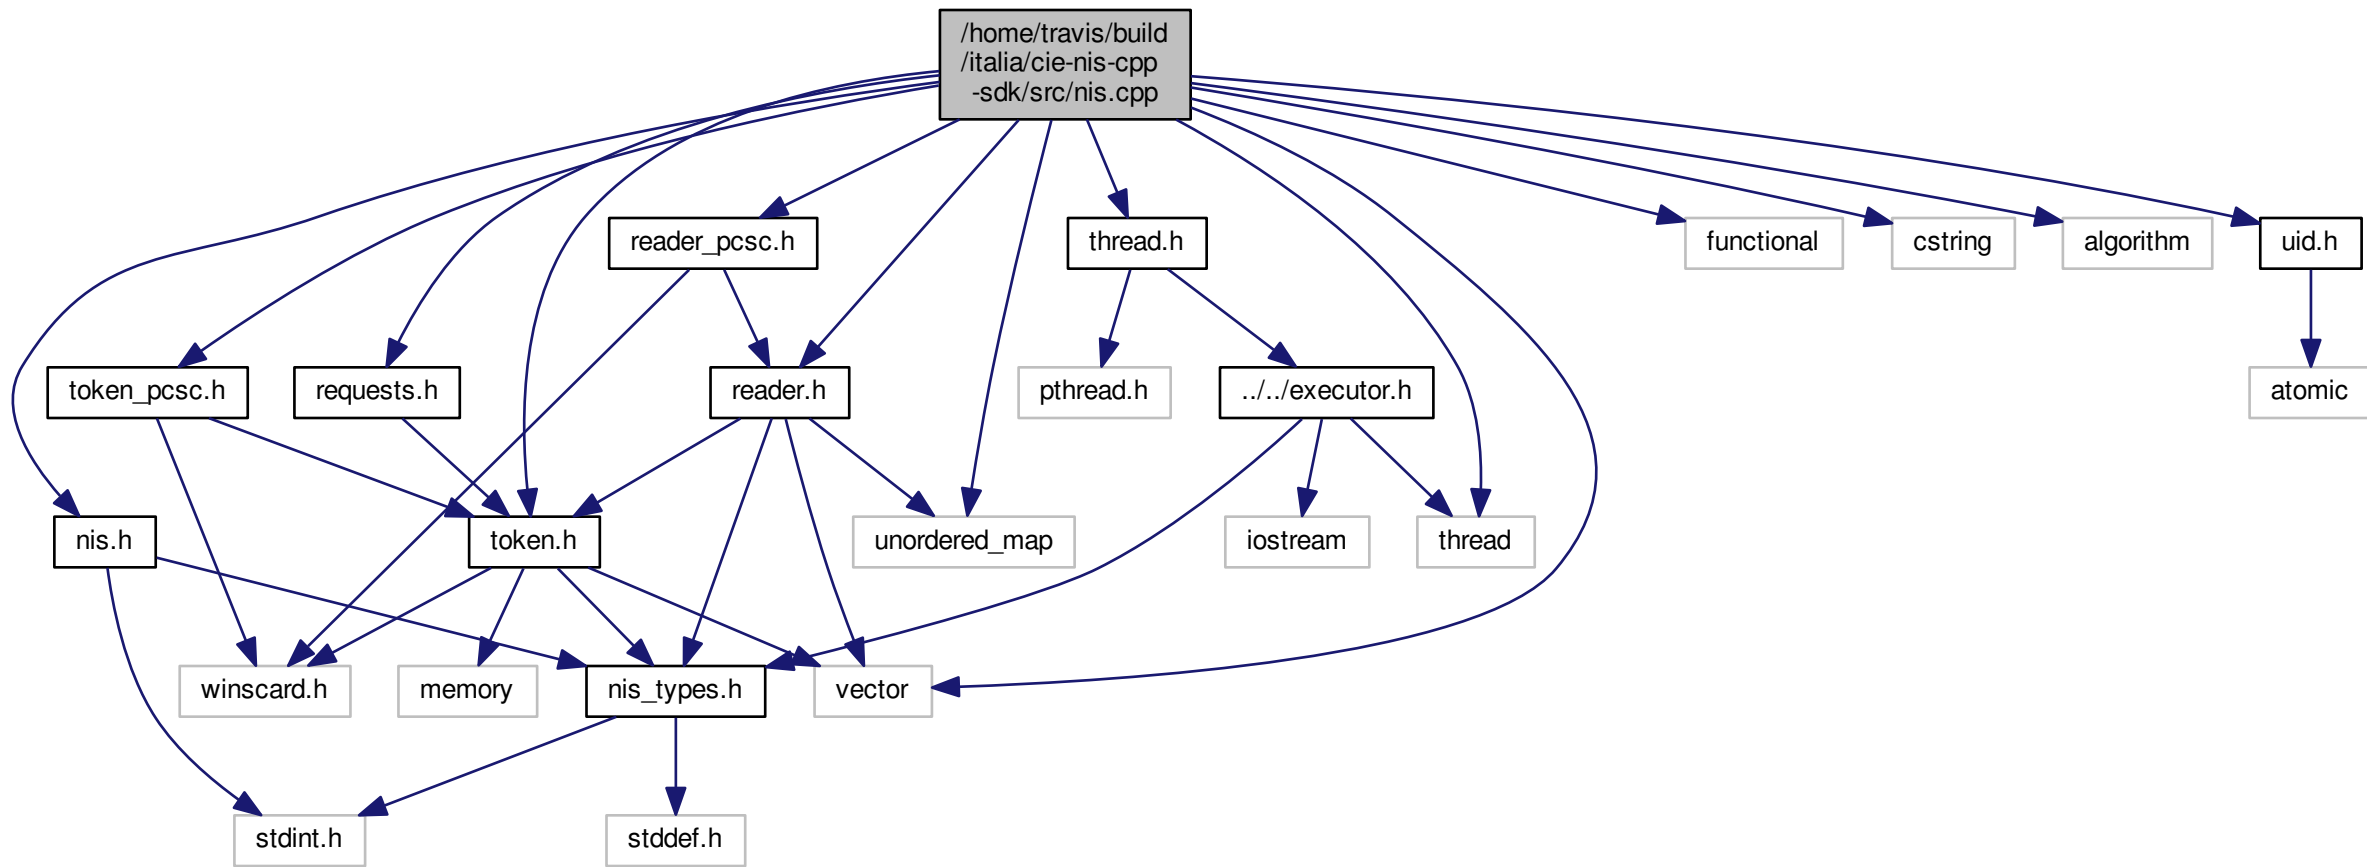 /home/travis/build
/italia/cie-nis-cpp
-sdk/src/nis.cpp
reader_pcsc.h
thread.h
functional
cstring
algorithm
uid.h
token_pcsc.h
requests.h
reader.h
pthread.h
../../executor.h
atomic
nis.h
token.h
unordered_map
iostream
thread
winscard.h
memory
nis_types.h
vector
stdint.h
stddef.h